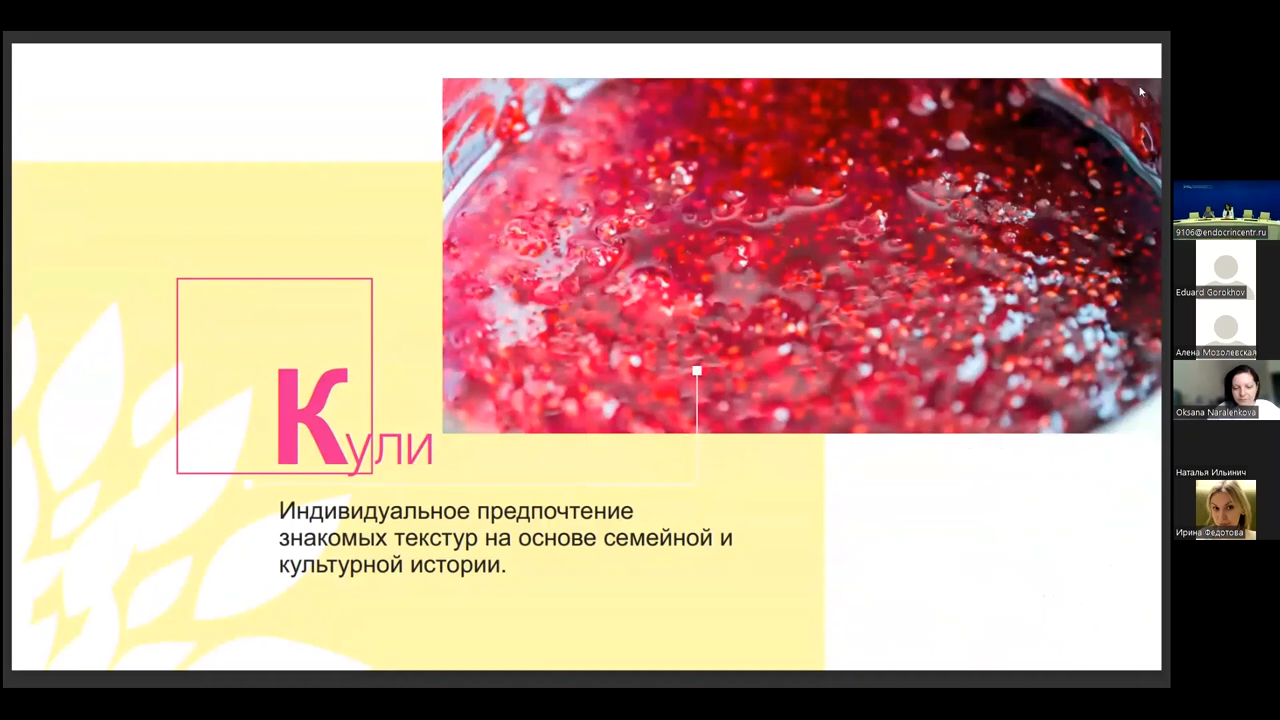 Кули
Индивидуальное предпочтение
знакомых текстур на основе семейной и
культурной истории.
9106@endocrincentr.ru
Eduard Gorokhov
Алена Мозолевская
Oksana Naralenkova
Наталья Ильинич
Ирина Федотова